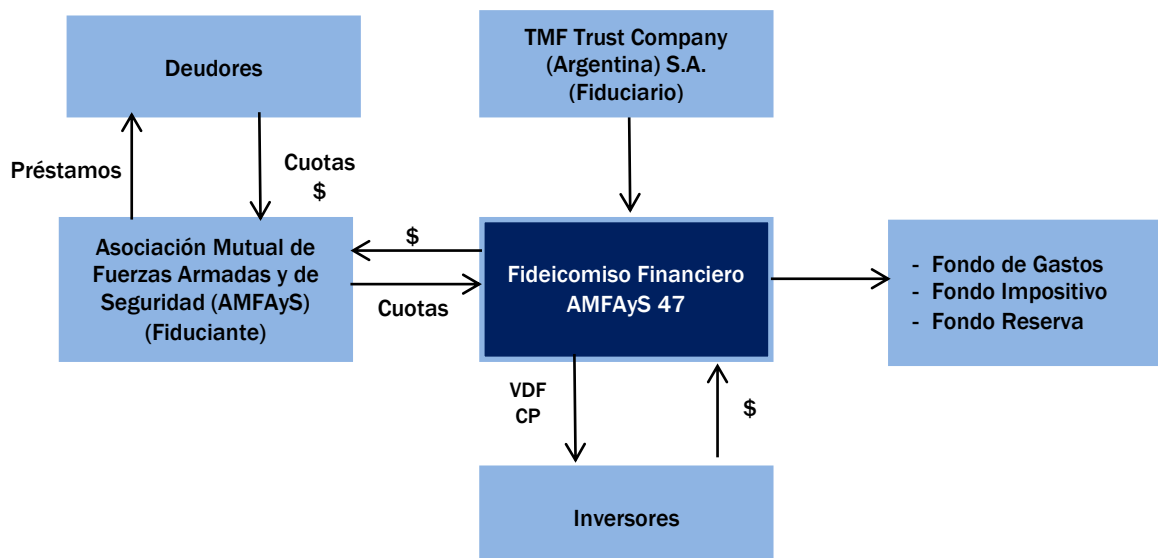 Deudores
TMF Trust Company
(Argentina) S.A.
(Fiduciario)
Préstamos
Cuotas
$
Asociación Mutual de
Fuerzas Armadas y de
Seguridad (AMFAyS)
(Fiduciante)
$
Cuotas
Fideicomiso Financiero
AMFAyS 47
- Fondo de Gastos
- Fondo Impositivo
- Fondo Reserva
VDF
CP
$
Inversores